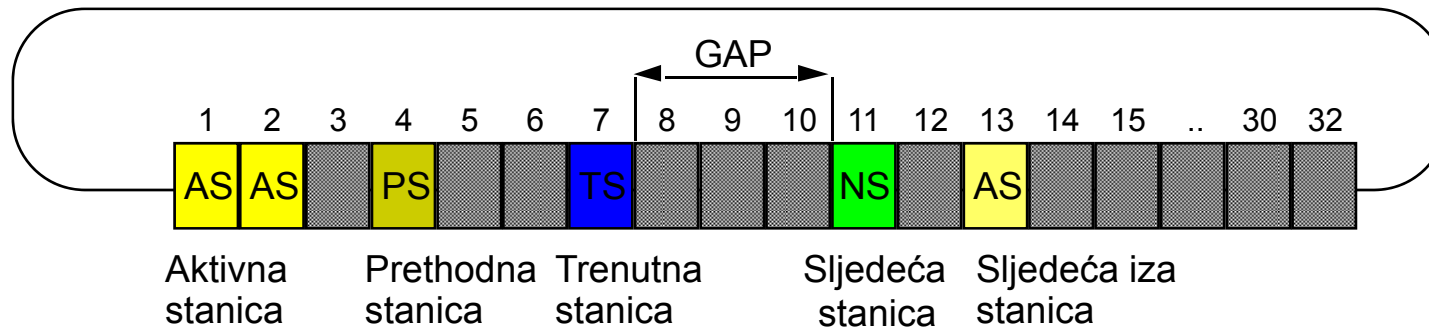 GAP
1 2 3 4 5 6 7 8 9 10 11 12 13 14 15 .. 30 32
AS AS PS TS NS AS
Aktivna Prethodna Trenutna Sljedeća Sljedeća iza
stanica stanica stanica stanica stanica